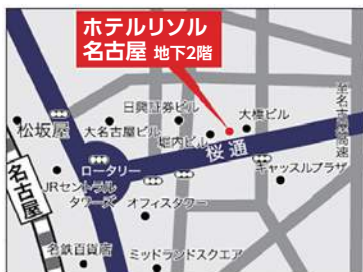 ホテルリソル
名古屋 地下2階
日興証券ビル
大橋ビル
松坂屋
大名古屋ビル
堀内ビル
至名古屋高速
桜通
ロータリー
キャッスルプラザ
名古屋
JRセントラル
タワーズ
オフィスタワー
名鉄百貨店
ミッドランドスクエア